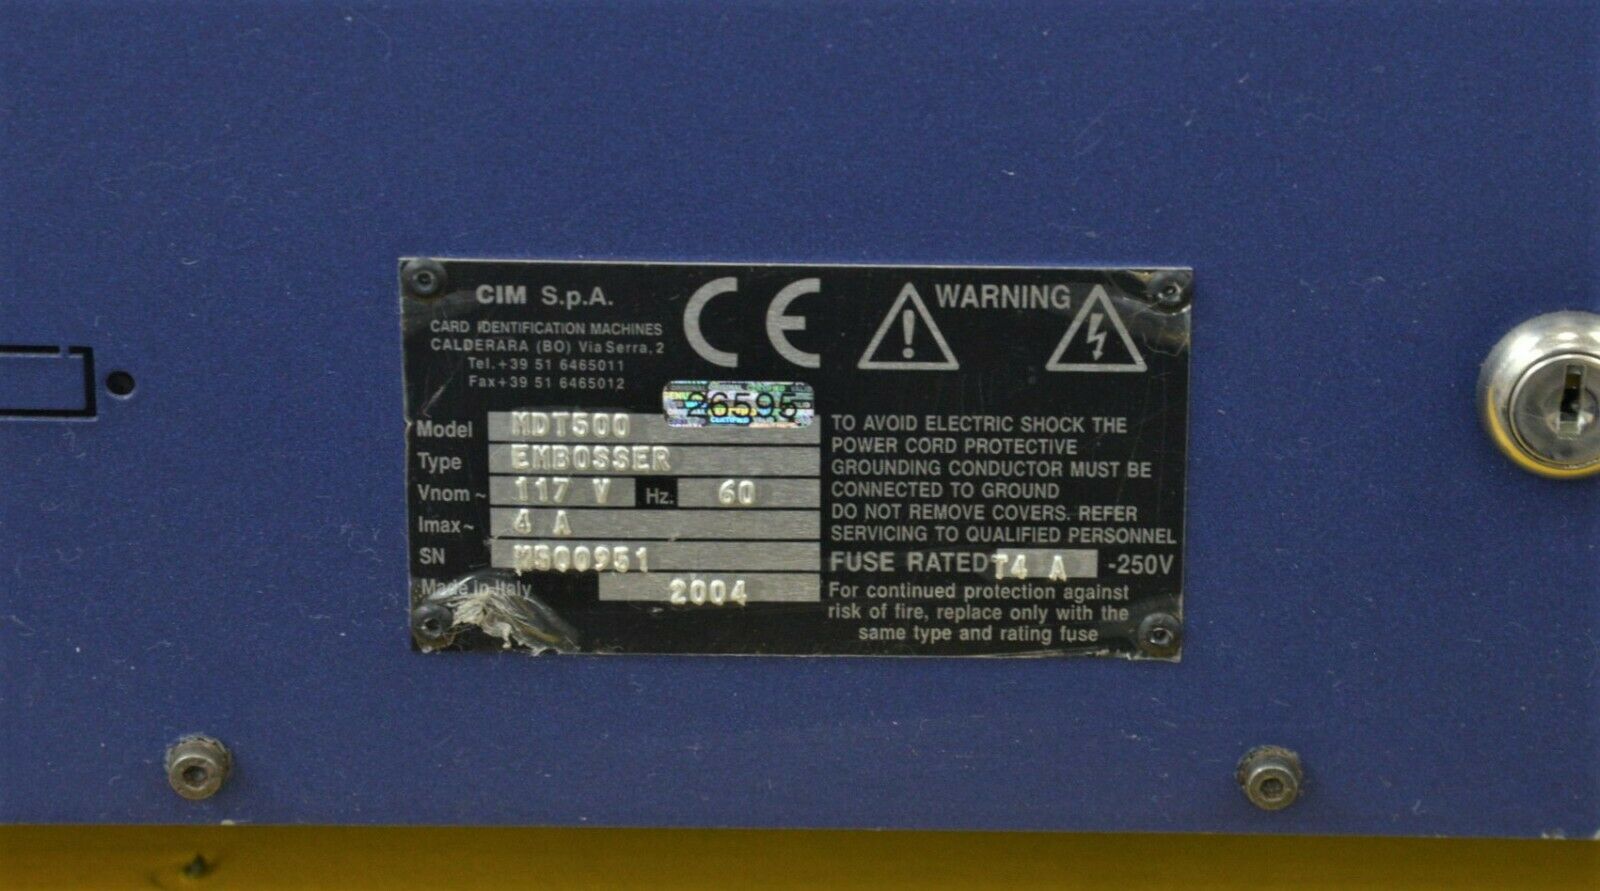 CIM S.p.A.
CARD IDENTIFICATION MACHINES
CALDERARA (BO) Via Serra, 2
Tel. +39 51 6465011
Fax +39 51 6465012
CE
WARNING
26595
Model MDT500
Type EMBOSSER
Vnom ~ 117 V Hz. 60
Imax ~ 4 A
SN M500951
Made in Italy 2004
TO AVOID ELECTRIC SHOCK THE
POWER CORD PROTECTIVE
GROUNDING CONDUCTOR MUST BE
CONNECTED TO GROUND
DO NOT REMOVE COVERS. REFER
SERVICING TO QUALIFIED PERSONNEL
FUSE RATED T4 A -250V
For continued protection against
risk of fire, replace only with the
same type and rating fuse